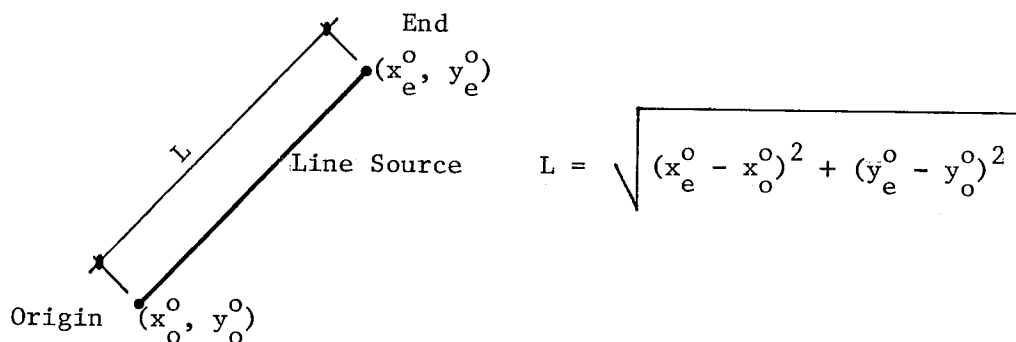 End
(x_e^o, y_e^o)
L
Line Source
L = √((x_e^o - x_o^o)^2 + (y_e^o - y_o^o)^2)
Origin (x_o^o, y_o^o)